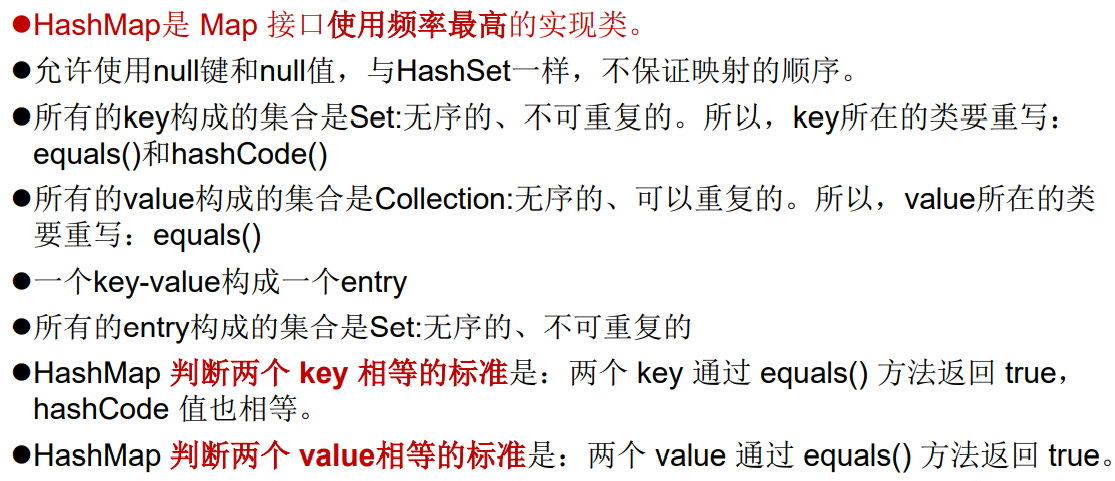 ●HashMap是 Map 接口使用频率最高的实现类。
●允许使用null键和null值，与HashSet一样，不保证映射的顺序。
●所有的key构成的集合是Set:无序的、不可重复的。所以，key所在的类要重写：
equals()和hashCode()
●所有的value构成的集合是Collection:无序的、可以重复的。所以，value所在的类
要重写：equals()
●一个key-value构成一个entry
●所有的entry构成的集合是Set:无序的、不可重复的
●HashMap 判断两个 key 相等的标准是：两个 key 通过 equals() 方法返回 true，
hashCode 值也相等。
●HashMap 判断两个 value相等的标准是：两个 value 通过 equals() 方法返回 true。